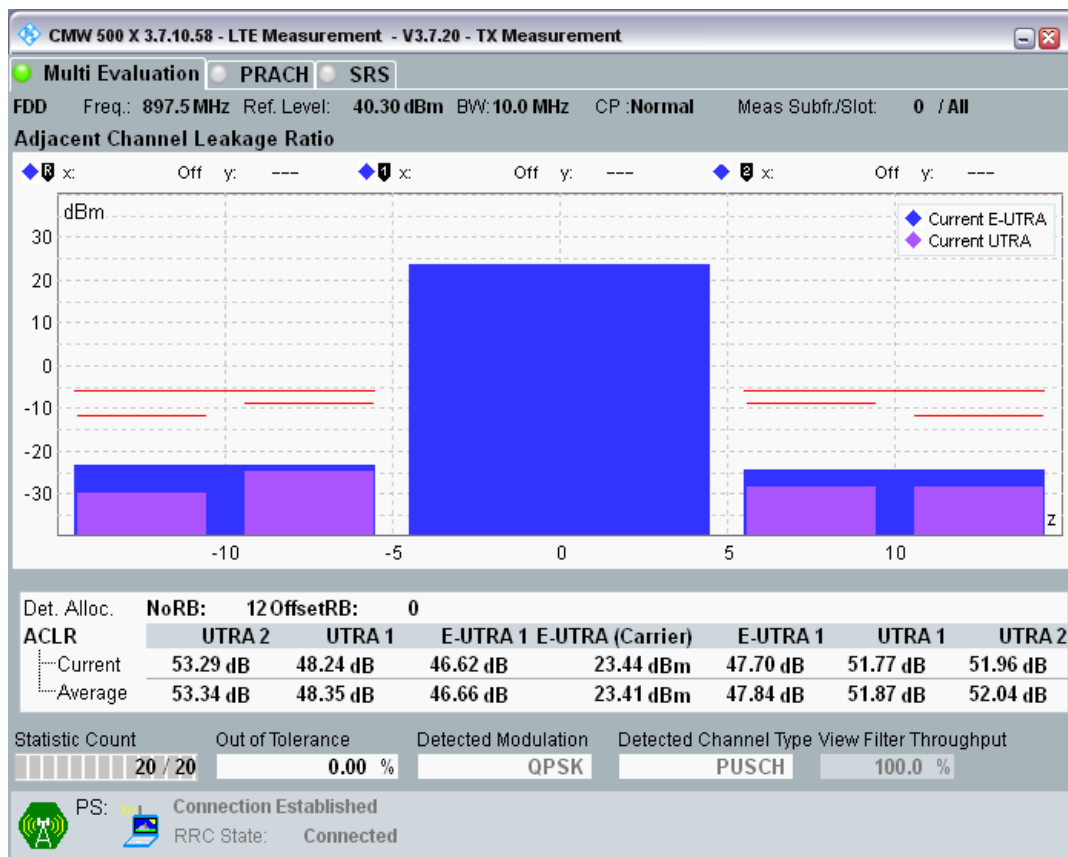 CMW 500 X 3.7.10.58 - LTE Measurement - V3.7.20 - TX Measurement
Multi Evaluation PRACH SRS
FDD Freq.: 897.5 MHz Ref. Level: 40.30 dBm BW: 10.0 MHz CP :Normal Meas Subfr./Slot: 0 / All
Adjacent Channel Leakage Ratio
R x: Off y: --- 1 x: Off y: --- 2 x: Off y: ---
dBm
Current E-UTRA
Current UTRA
30
20
10
0
-10
-20
-30
z
-10 -5 0 5 10
Det. Alloc. NoRB: 12 OffsetRB: 0
ACLR UTRA 2 UTRA 1 E-UTRA 1 E-UTRA (Carrier) E-UTRA 1 UTRA 1 UTRA 2
Current 53.29 dB 48.24 dB 46.62 dB 23.44 dBm 47.70 dB 51.77 dB 51.96 dB
Average 53.34 dB 48.35 dB 46.66 dB 23.41 dBm 47.84 dB 51.87 dB 52.04 dB
Statistic Count Out of Tolerance Detected Modulation Detected Channel Type View Filter Throughput
20 / 20 0.00 % QPSK PUSCH 100.0 %
PS: Connection Established
RRC State: Connected